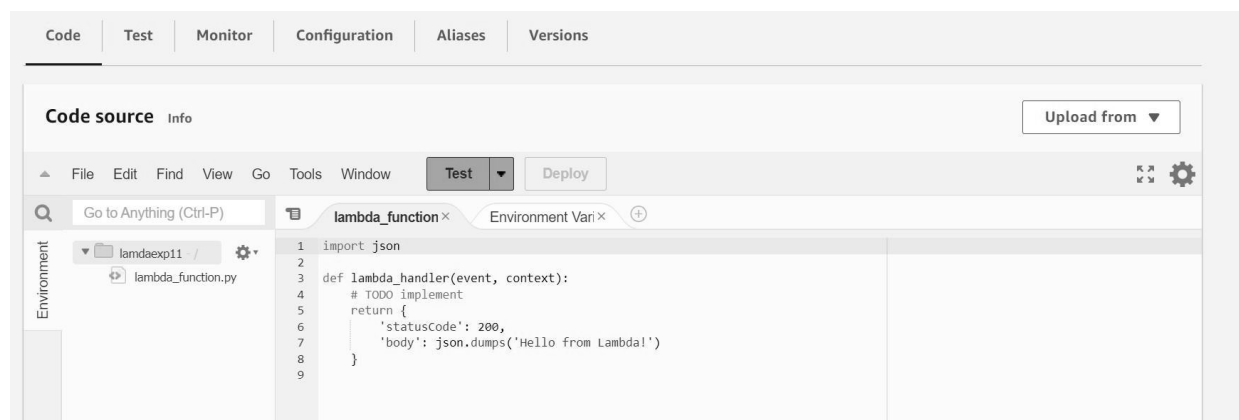 Code Test Monitor Configuration Aliases Versions
Code source Info
Upload from ▼
File Edit Find View Go Tools Window Test Deploy
Go to Anything (Ctrl-P)
lambda_function × Environment Vari ×
Environment
lamdaexp11 - /
lambda_function.py
1 import json
2
3 def lambda_handler(event, context):
4     # TODO implement
5     return {
6         'statusCode': 200,
7         'body': json.dumps('Hello from Lambda!')
8     }
9